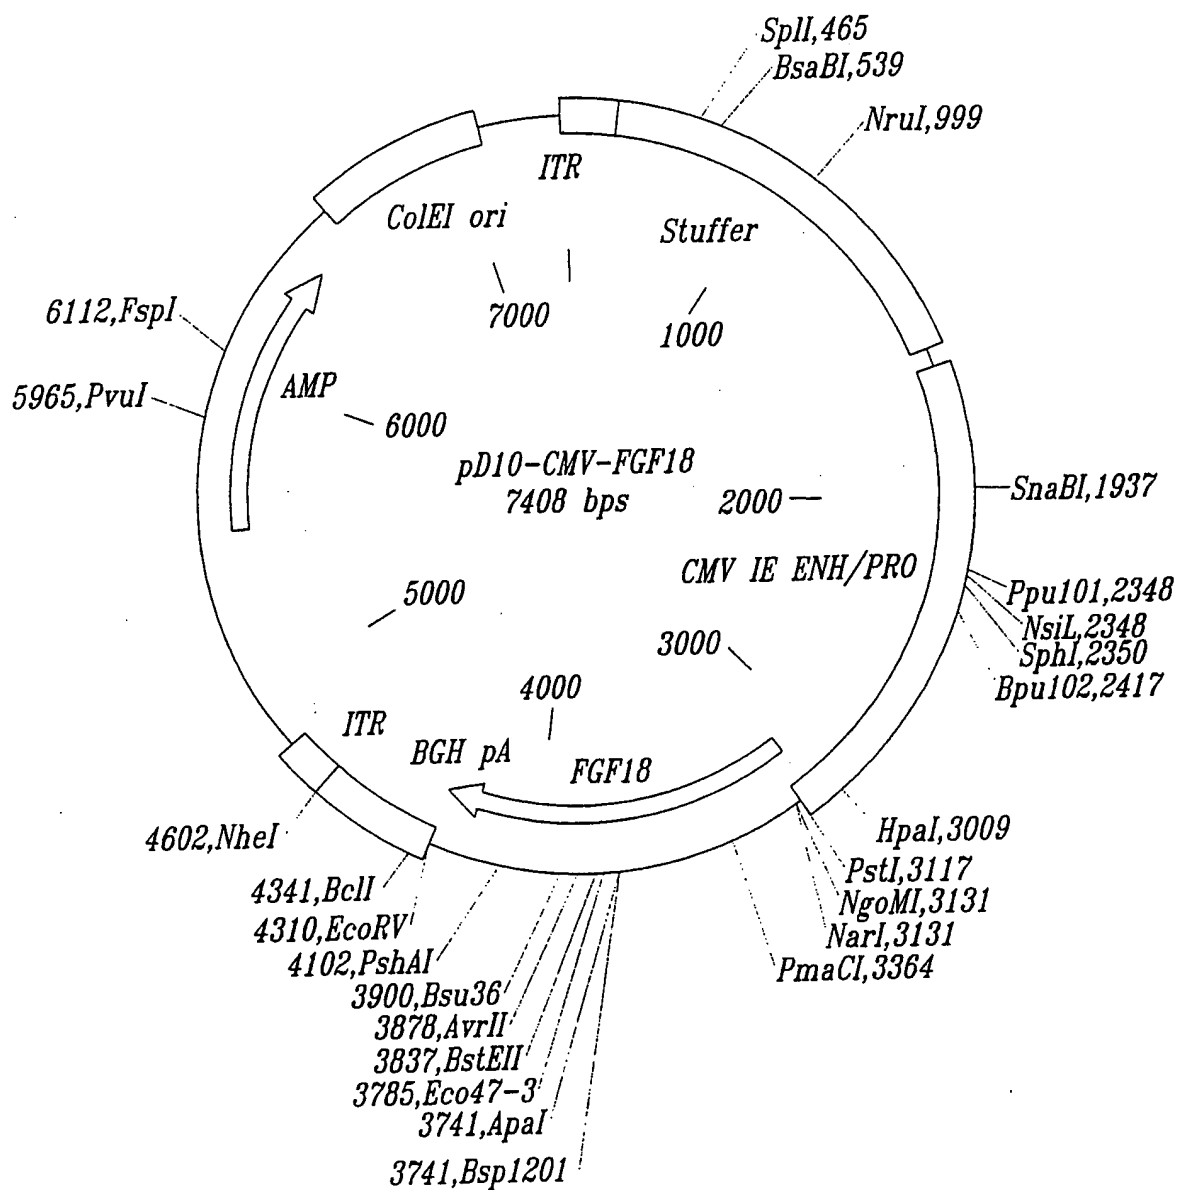 SplI,465
BsaBI,539
NruI,999
ITR
ColEI ori
Stuffer
7000
1000
6112,FspI
5965,PvuI
AMP
6000
pD10-CMV-FGF18
7408 bps
2000
SnaBI,1937
CMV IE ENH/PRO
Ppu101,2348
NsiL,2348
SphI,2350
Bpu102,2417
5000
3000
4000
ITR
BGH pA
FGF18
4602,NheI
4341,BclI
4310,EcoRV
4102,PshAI
3900,Bsu36
3878,AvrII
3837,BstEII
3785,Eco47-3
3741,ApaI
3741,Bsp1201
HpaI,3009
PstI,3117
NgoMI,3131
NarI,3131
PmaCI,3364